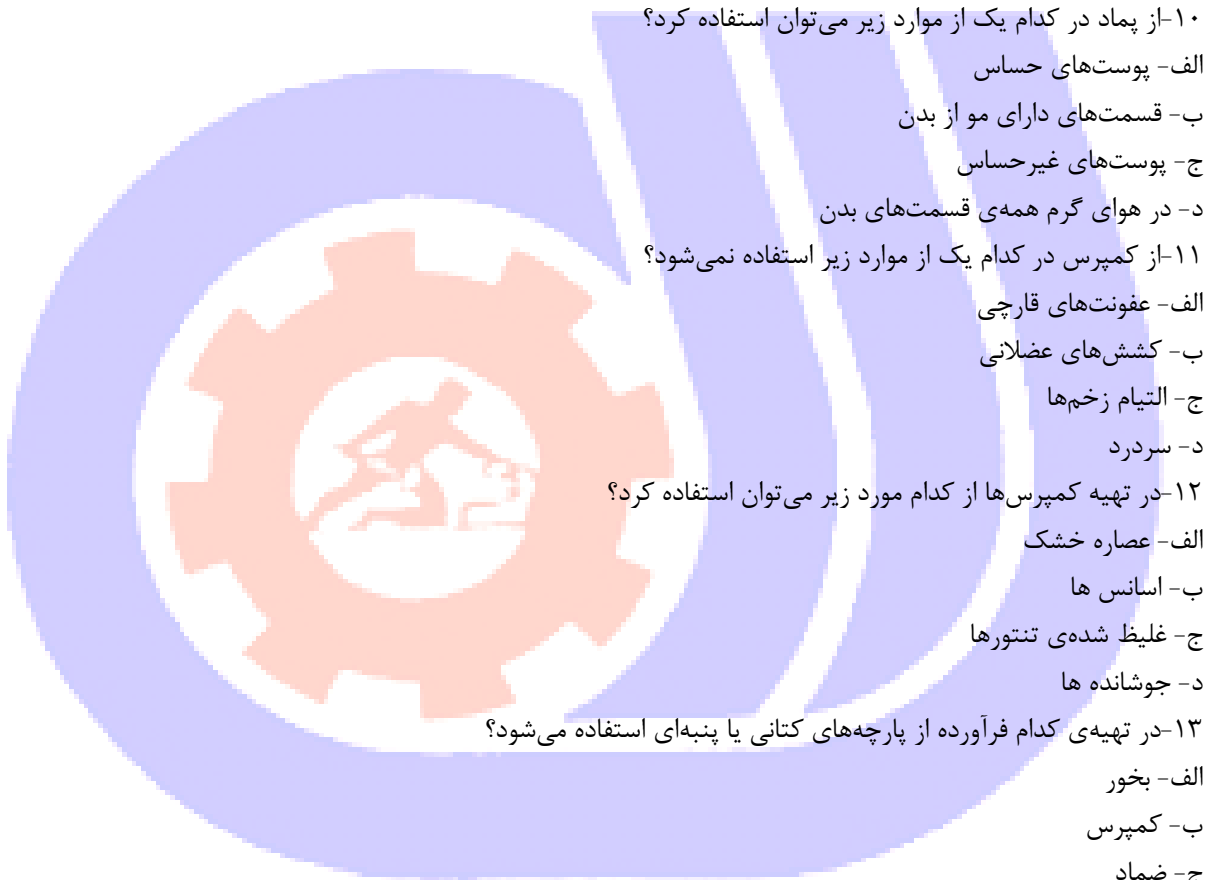 ۱۰-از پماد در کدام یک از موارد زیر می‌توان استفاده کرد؟
الف- پوست‌های حساس
ب- قسمت‌های دارای مو از بدن
ج- پوست‌های غیرحساس
د- در هوای گرم همه‌ی قسمت‌های بدن
۱۱-از کمپرس در کدام یک از موارد زیر استفاده نمی‌شود؟
الف- عفونت‌های قارچی
ب- کشش‌های عضلانی
ج- التیام زخم‌ها
د- سردرد
۱۲-در تهیه کمپرس‌ها از کدام مورد زیر می‌توان استفاده کرد؟
الف- عصاره خشک
ب- اسانس ها
ج- غلیظ شده‌ی تنتورها
د- جوشانده ها
۱۳-در تهیه‌ی کدام فرآورده از پارچه‌های کتانی یا پنبه‌ای استفاده می‌شود؟
الف- بخور
ب- کمپرس
ج- ضماد